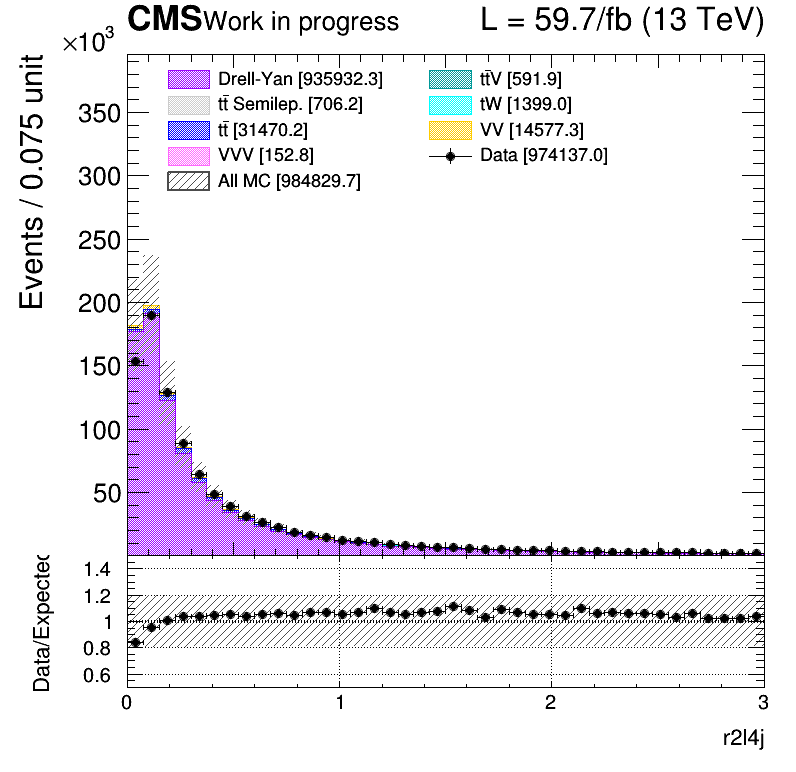 CMS Work in progress L = 59.7/fb (13 TeV)
×10³
Drell-Yan [935932.3] tt̄V [591.9]
tt̄ Semilep. [706.2] tW [1399.0]
tt̄ [31470.2] VV [14577.3]
VVV [152.8] Data [974137.0]
All MC [984829.7]
Events / 0.075 unit
350
300
250
200
150
100
50
Data/Expected
1.4
1.2
1
0.8
0.6
0 1 2 3
r2l4j